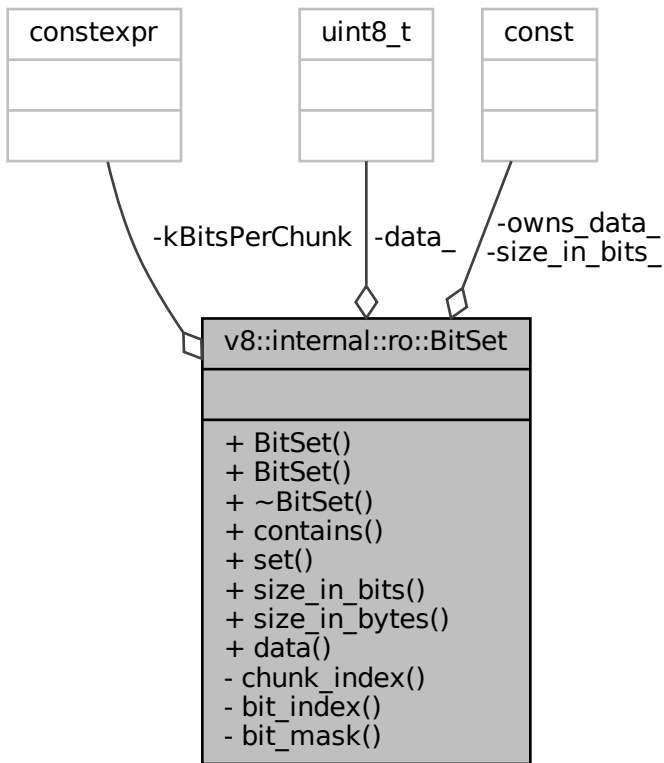 constexpr
uint8_t
const
-kBitsPerChunk
-data_
-owns_data_
-size_in_bits_
v8::internal::ro::BitSet
+ BitSet()
+ BitSet()
+ ~BitSet()
+ contains()
+ set()
+ size_in_bits()
+ size_in_bytes()
+ data()
- chunk_index()
- bit_index()
- bit_mask()